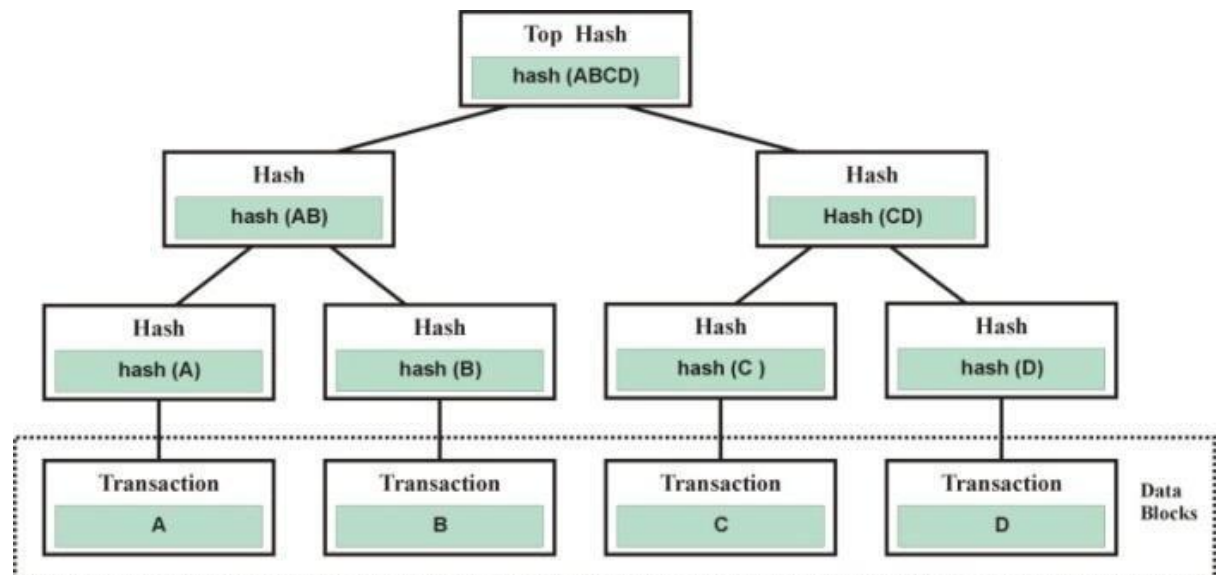 Top Hash
hash (ABCD)
Hash
hash (AB)
Hash
Hash (CD)
Hash
hash (A)
Hash
hash (B)
Hash
hash (C )
Hash
hash (D)
Transaction
A
Transaction
B
Transaction
C
Transaction
D
Data
Blocks